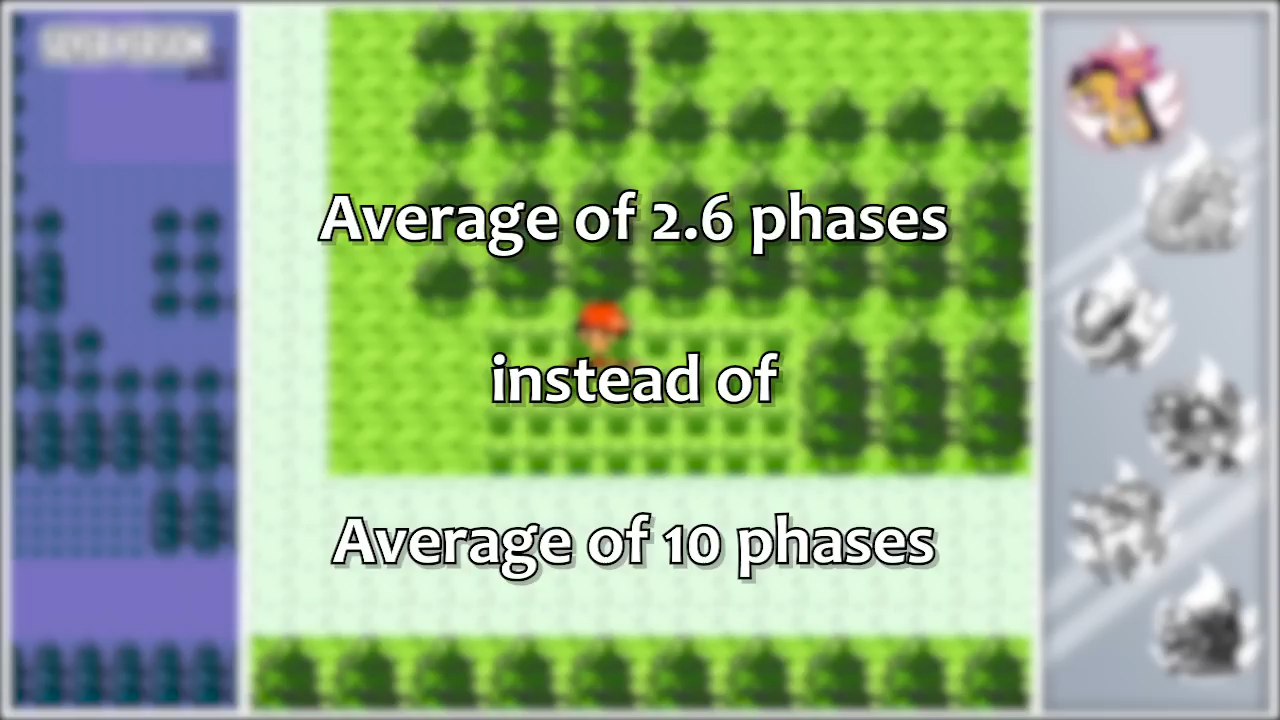 Average of 2.6 phases
instead of
Average of 10 phases